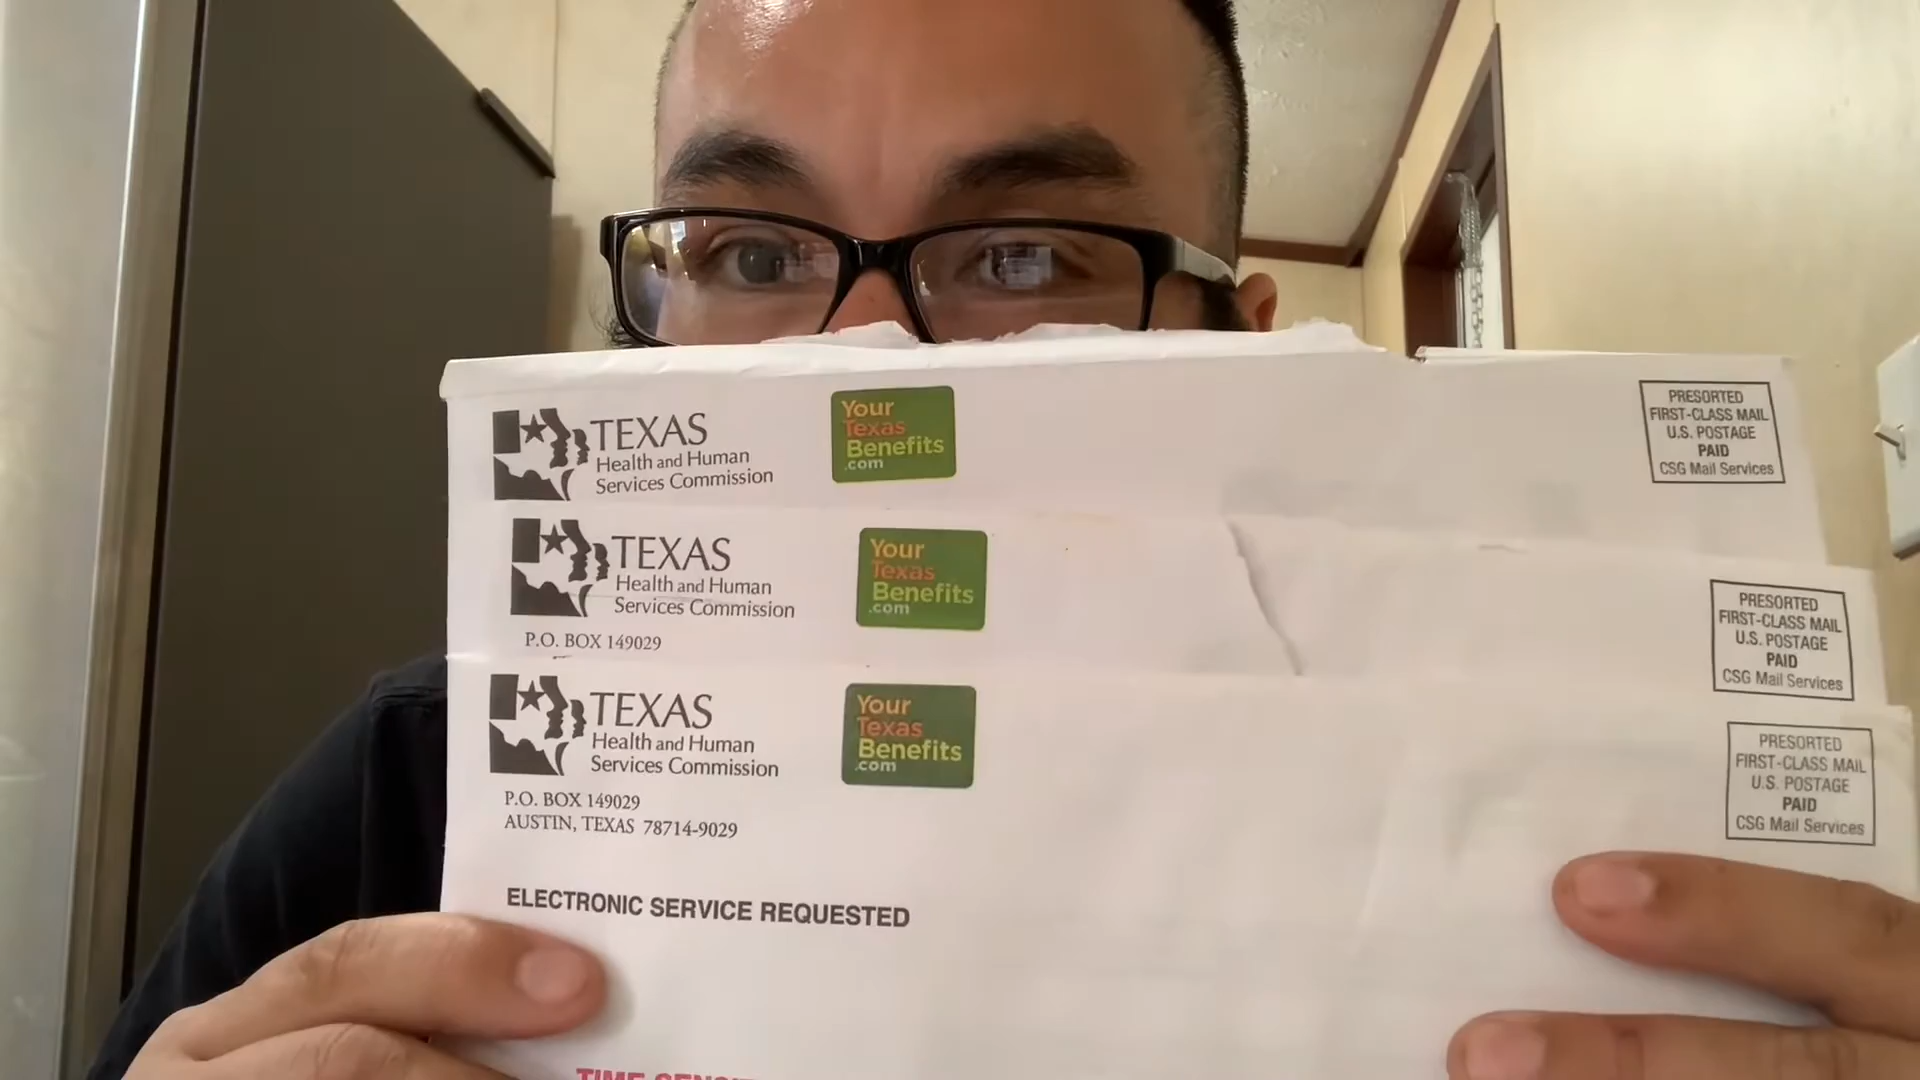 TEXAS
Health and Human
Services Commission
Your
Texas
Benefits
.com
PRESORTED
FIRST-CLASS MAIL
U.S. POSTAGE
PAID
CSG Mail Services
TEXAS
Health and Human
Services Commission
P.O. BOX 149029
Your
Texas
Benefits
.com
PRESORTED
FIRST-CLASS MAIL
U.S. POSTAGE
PAID
CSG Mail Services
TEXAS
Health and Human
Services Commission
P.O. BOX 149029
AUSTIN, TEXAS 78714-9029
Your
Texas
Benefits
.com
PRESORTED
FIRST-CLASS MAIL
U.S. POSTAGE
PAID
CSG Mail Services
ELECTRONIC SERVICE REQUESTED
TIME